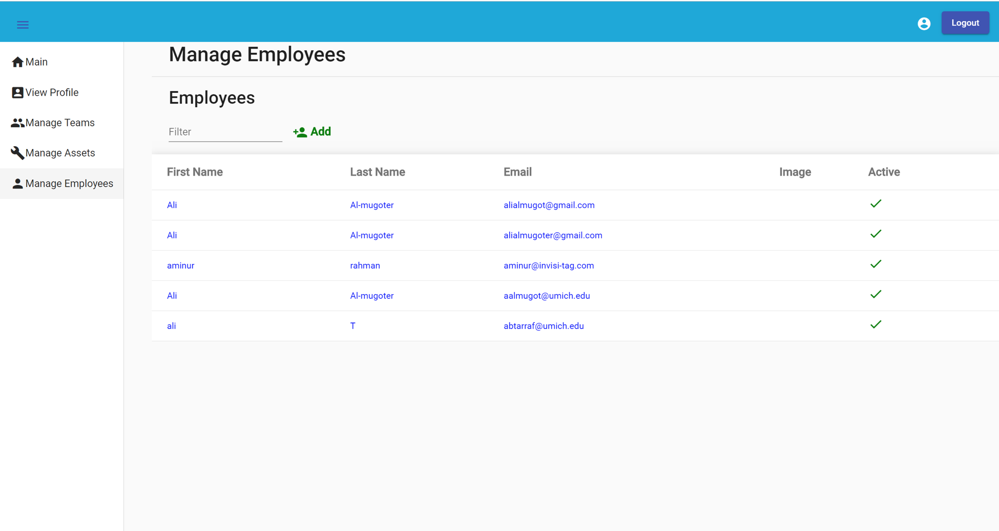 Logout
Main
View Profile
Manage Teams
Manage Assets
Manage Employees
Manage Employees
Employees
Filter Add
First Name Last Name Email Image Active
Ali Al-mugoter alialmugot@gmail.com
Ali Al-mugoter alialmugoter@gmail.com
aminur rahman aminur@invisi-tag.com
Ali Al-mugoter aalmugot@umich.edu
ali T abtarraf@umich.edu